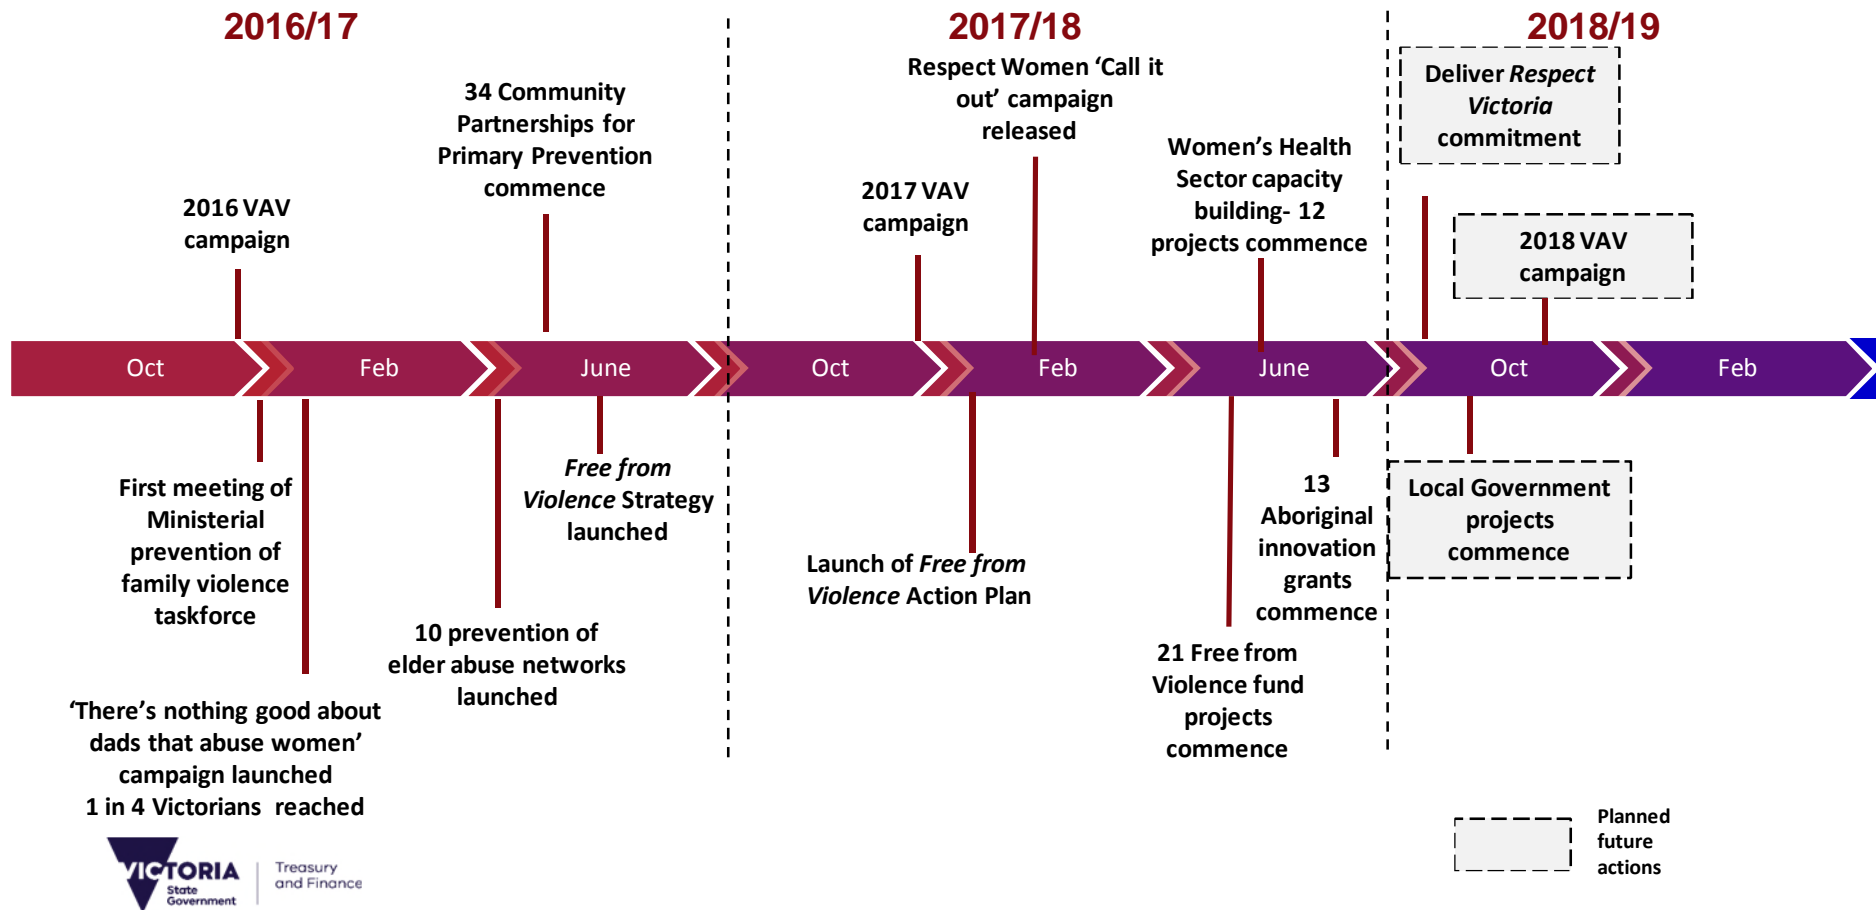 2016/17
2017/18
2018/19
34 Community
Partnerships for
Primary Prevention
commence
2016 VAV
campaign
Respect Women ‘Call it
out’ campaign
released
2017 VAV
campaign
Women’s Health
Sector capacity
building- 12
projects commence
Deliver Respect
Victoria
commitment
2018 VAV
campaign
Oct
Feb
June
Oct
Feb
June
Oct
Feb
First meeting of
Ministerial
prevention of
family violence
taskforce
‘There’s nothing good about
dads that abuse women’
campaign launched
1 in 4 Victorians reached
10 prevention of
elder abuse networks
launched
Free from
Violence Strategy
launched
Launch of Free from
Violence Action Plan
21 Free from
Violence fund
projects
commence
13
Aboriginal
innovation
grants
commence
Local Government
projects
commence
Planned
future
actions
VICTORIA
State
Government
Treasury
and Finance